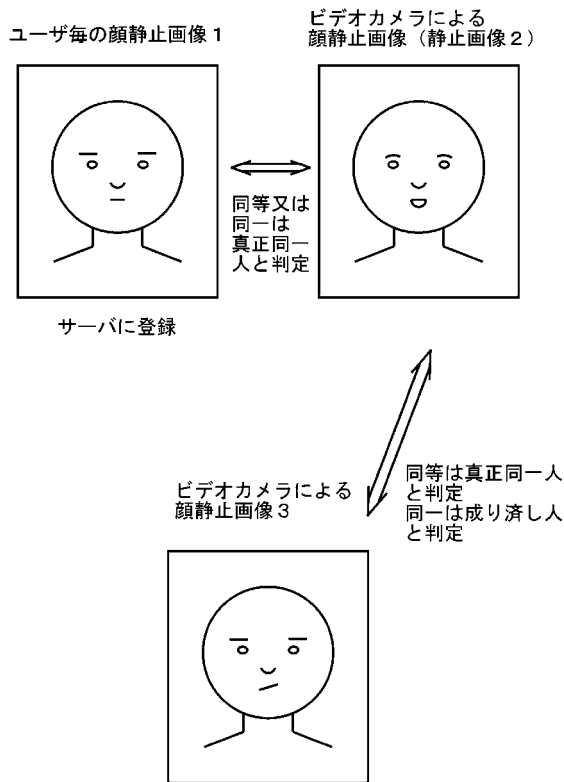 ユーザ毎の顔静止画像１
ビデオカメラによる
顔静止画像（静止画像２）
同等又は
同一は
真正同一
人と判定
サーバに登録
ビデオカメラによる
顔静止画像３
同等は真正同一人
と判定
同一は成り済し人
と判定